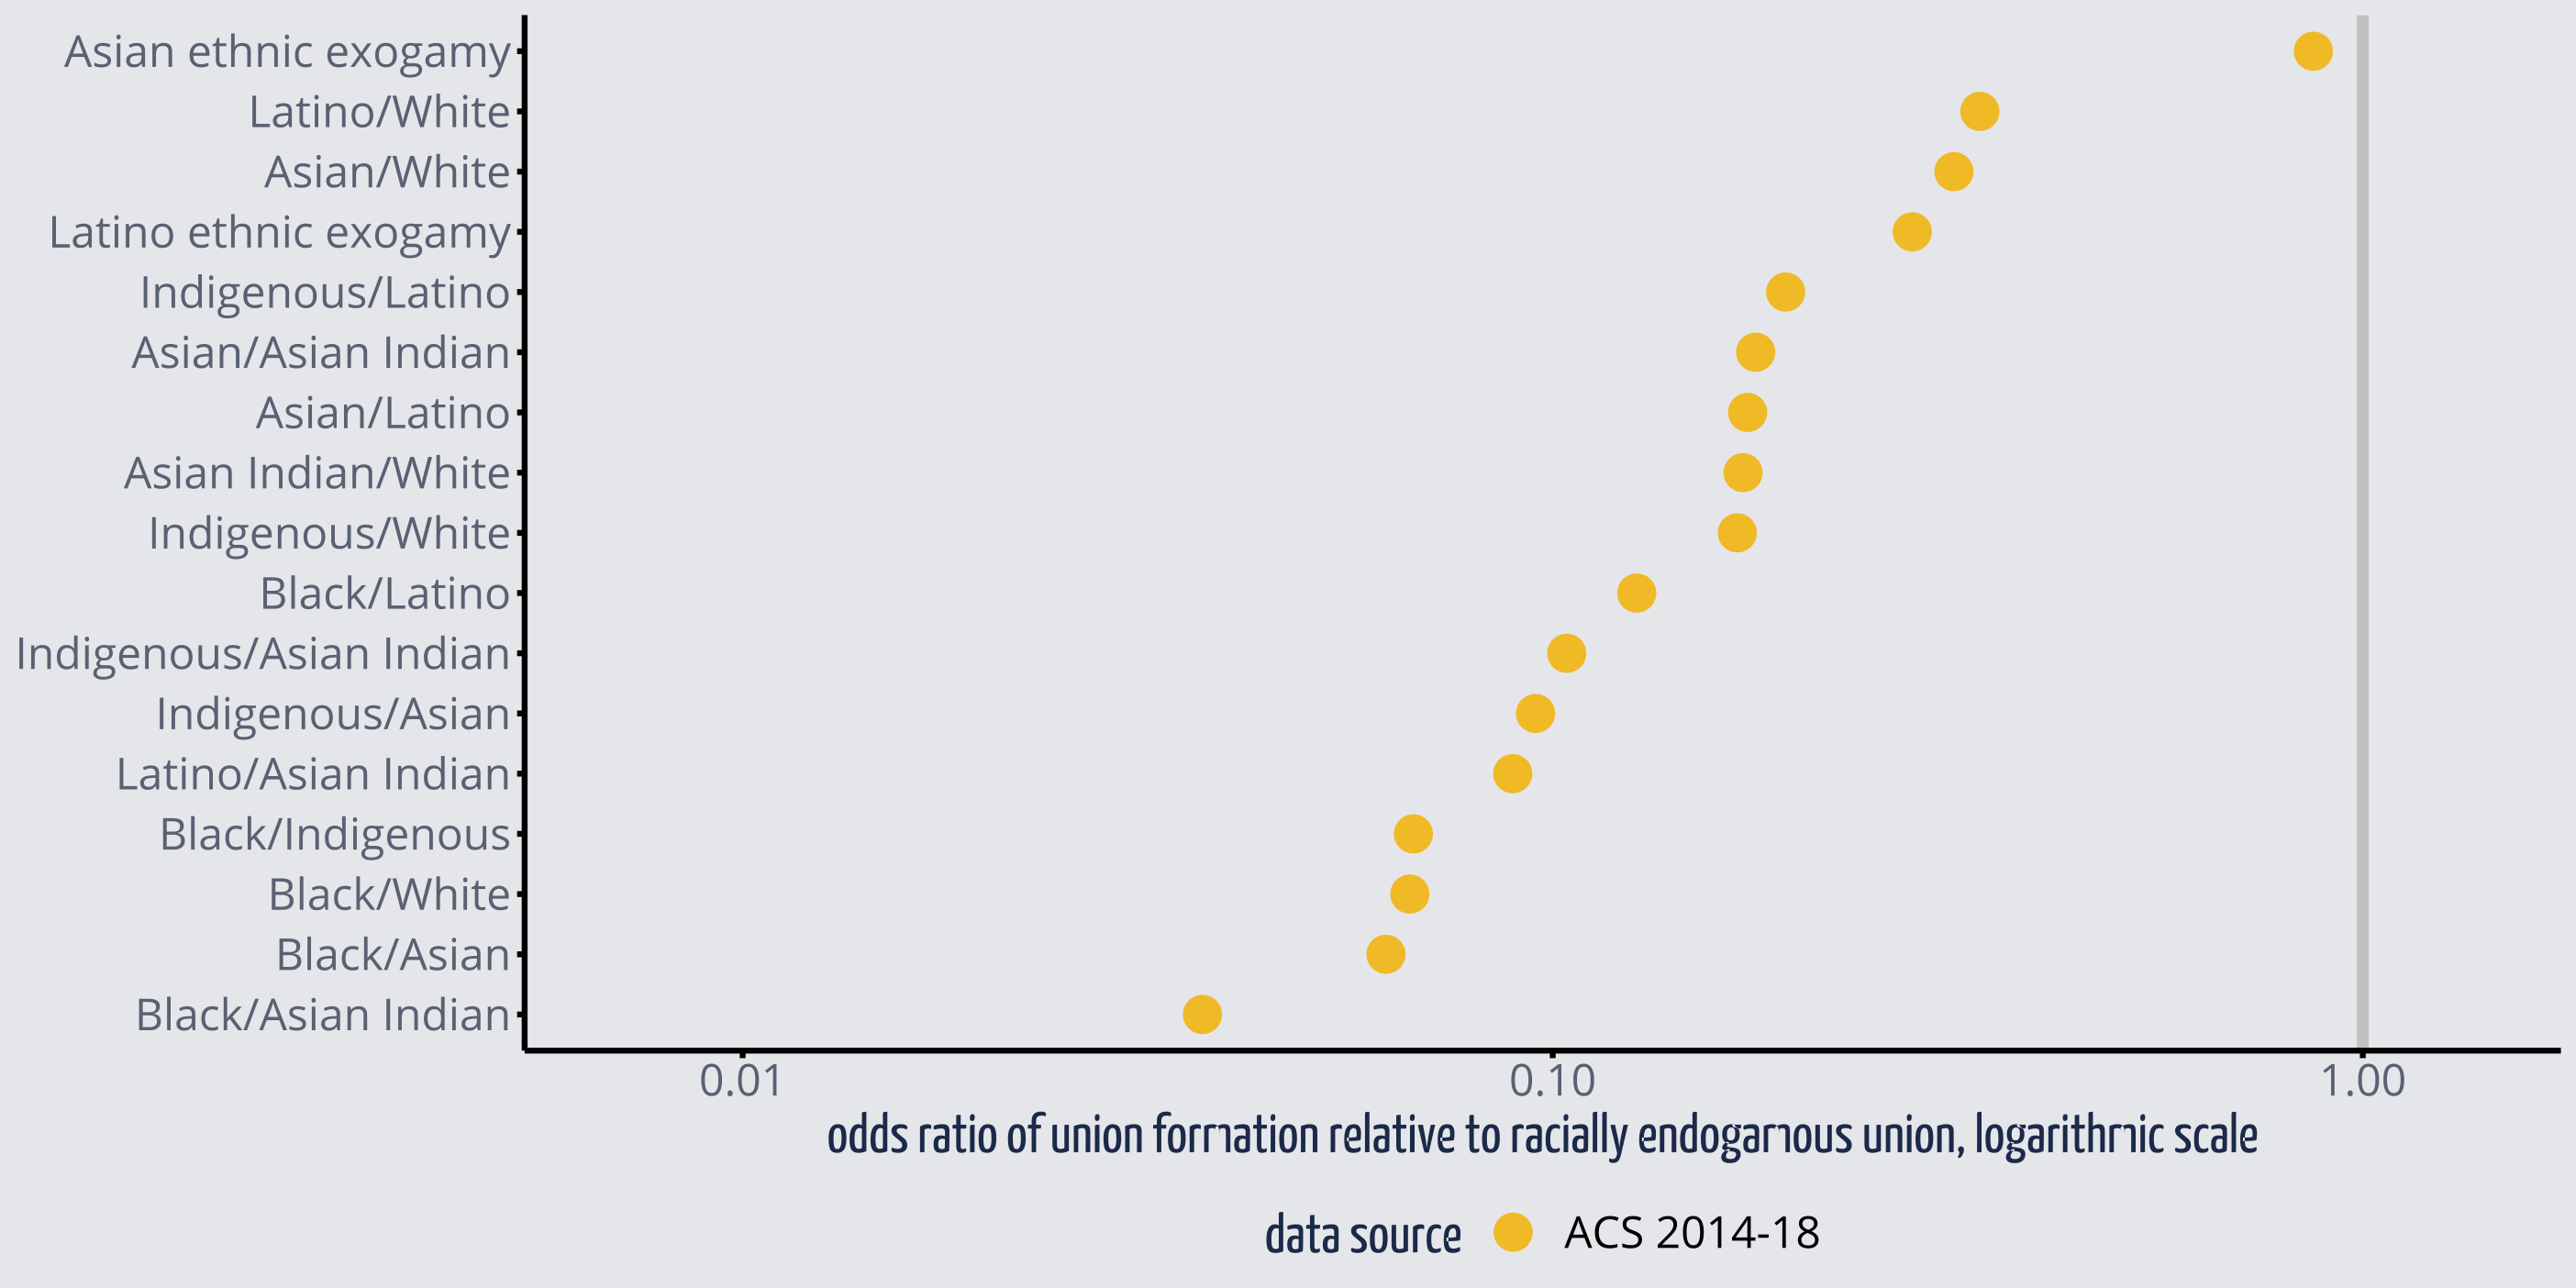 Asian ethnic exogamy
Latino/White
Asian/White
Latino ethnic exogamy
Indigenous/Latino
Asian/Asian Indian
Asian/Latino
Asian Indian/White
Indigenous/White
Black/Latino
Indigenous/Asian Indian
Indigenous/Asian
Latino/Asian Indian
Black/Indigenous
Black/White
Black/Asian
Black/Asian Indian
0.01 0.10 1.00
odds ratio of union formation relative to racially endogamous union, logarithmic scale
data source ACS 2014-18